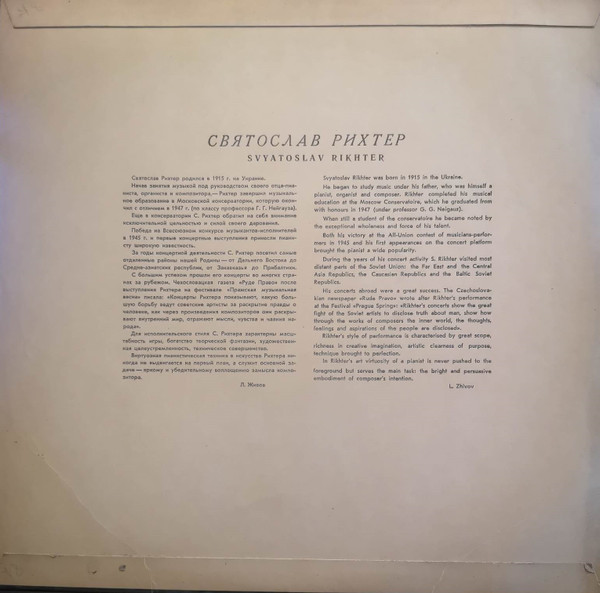 СВЯТОСЛАВ РИХТЕР
SVYATOSLAV RIKHTER
Святослав Рихтер родился в 1915 г. на Украине.
Начав занятия музыкой под руководством своего отца-пиа-
ниста, органиста и композитора,— Рихтер завершил музыкаль-
ное образование в Московской консерватории, которую окон-
чил с отличием в 1947 г. (по классу профессора Г. Г. Нейгауза).
Еще в консерватории С. Рихтер обратил на себя внимание
исключительной цельностью и силой своего дарования.
Победа на Всесоюзном конкурсе музыкантов-исполнителей
в 1945 г. и первые концертные выступления принесли пиани-
сту широкую известность.
За годы концертной деятельности С. Рихтер посетил самые
отдаленные районы нашей Родины — от Дальнего Востока до
Средне-азиатских республик, от Закавказья до Прибалтики.
С большим успехом прошли его концерты во многих стра-
нах за рубежом. Чехословацкая газета «Руде Право» после
выступления Рихтера на фестивале «Пражская музыкальная
весна» писала: «Концерты Рихтера показывают, какую боль-
шую борьбу ведут советские артисты за раскрытие правды о
человеке, как через произведения композиторов они раскры-
вают внутренний мир, отражают мысли, чувства и чаяния на-
рода».
Для исполнительского стиля С. Рихтера характерны масш-
табность игры, богатство творческой фантазии, художествен-
ная целеустремленность, техническое совершенство.
Виртуозная пианистическая техника в искусстве Рихтера ни-
когда не выдвигается на первый план, а служит основной за-
даче — яркому и убедительному воплощению замысла компо-
зитора.
Л. Живов
Svyatoslav Rikhter was born in 1915 in the Ukraine.
He began to study music under his father, who was himself a
pianist, organist and composer. Rikhter completed his musical
education at the Moscow Conservatoire, which he graduated from
with honours in 1947 (under professor G. G. Neigauz).
When still a student of the conservatoire he became noted by
the exceptional wholeness and force of his talent.
Both his victory at the All-Union contest of musicians-perfor-
mers in 1945 and his first appearances on the concert platform
brought the pianist a wide popularity.
During the years of his concert activity S. Rikhter visited most
distant parts of the Soviet Union: the Far East and the Central
Asia Republics, the Caucasian Republics and the Baltic Soviet
Republics.
His concerts abroad were a great success. The Czechoslova-
kian newspaper «Rude Pravo» wrote after Rikhter's performance
at the Festival «Prague Spring»: «Rikhter's concerts show the great
fight of the Soviet artists to disclose truth about man, show how
through the works of composers the inner world, the thoughts,
feelings and aspirations of the people are disclosed».
Rikhter's style of performance is characterised by great scope,
richness in creative imagination, artistic clearness of purpose,
technique brought to perfection.
In Rikhter's art virtuosity of a pianist is never pushed to the
foreground but serves the main task: the bright and persuasive
embodiment of composer's intention.
L. Zhivov